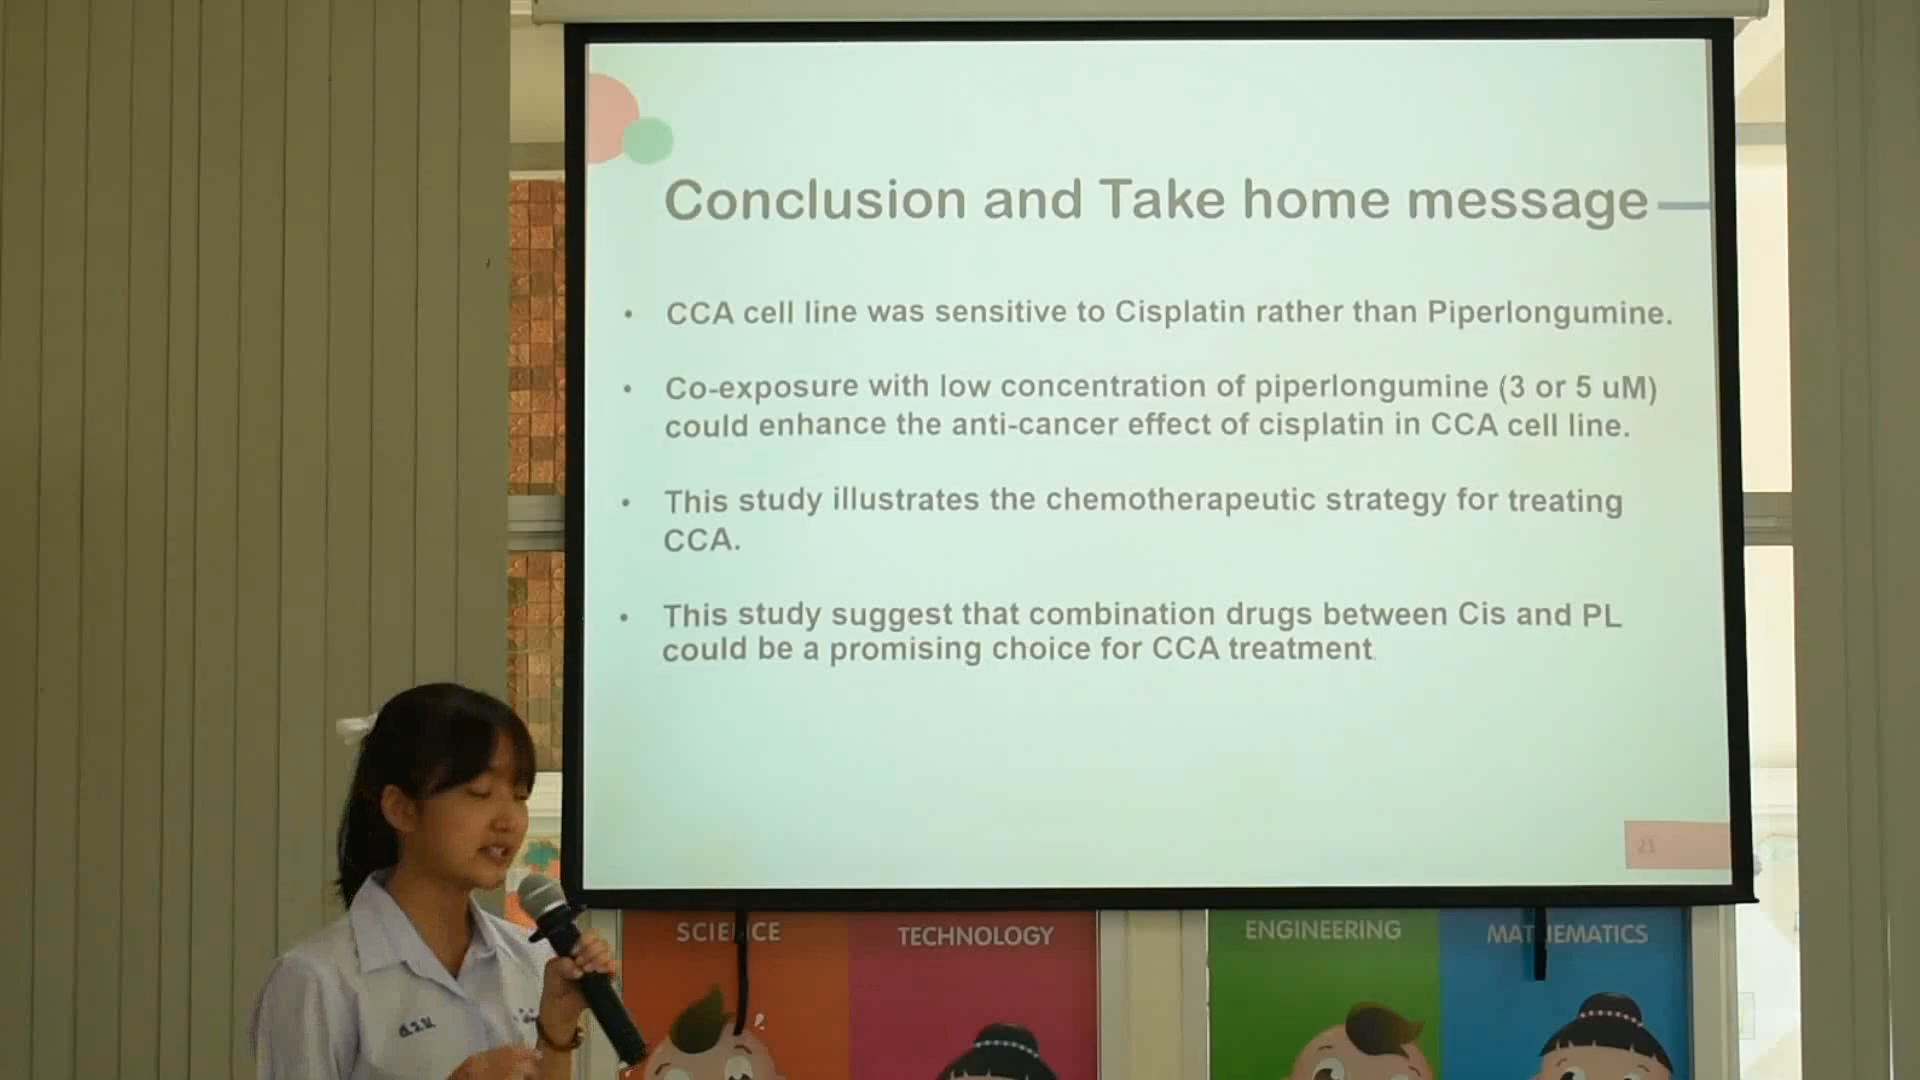 Conclusion and Take home message
• CCA cell line was sensitive to Cisplatin rather than Piperlongumine.
• Co-exposure with low concentration of piperlongumine (3 or 5 uM)
could enhance the anti-cancer effect of cisplatin in CCA cell line.
• This study illustrates the chemotherapeutic strategy for treating
CCA.
• This study suggest that combination drugs between Cis and PL
could be a promising choice for CCA treatment.
21
SCIENCE
TECHNOLOGY
ENGINEERING
MATHEMATICS